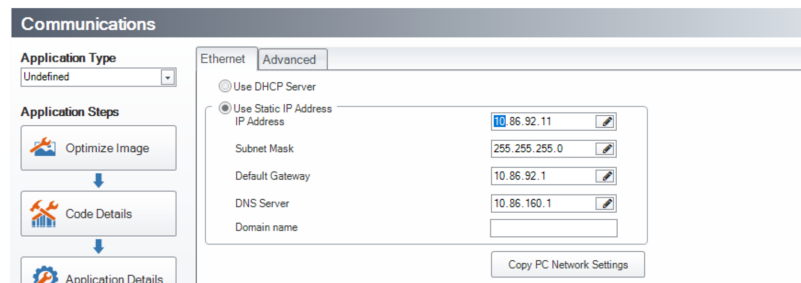 Communications
Application Type
Undefined
Application Steps
Optimize Image
Code Details
Application Details
Ethernet
Advanced
Use DHCP Server
Use Static IP Address
IP Address 10.86.92.11
Subnet Mask 255.255.255.0
Default Gateway 10.86.92.1
DNS Server 10.86.160.1
Domain name
Copy PC Network Settings